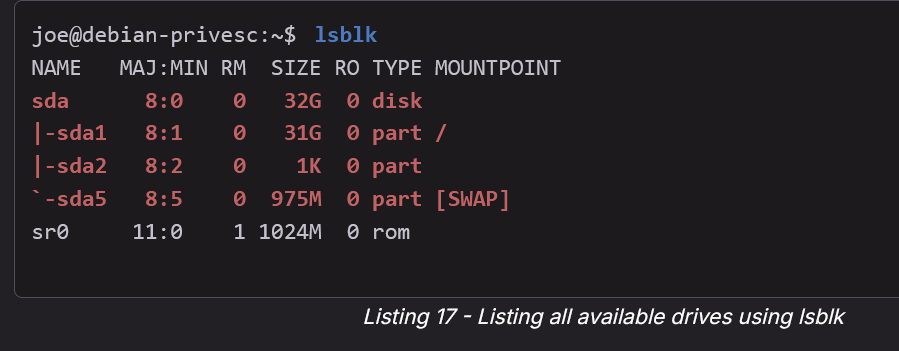 joe@debian-privesc:~$ lsblk
NAME   MAJ:MIN RM  SIZE RO TYPE MOUNTPOINT
sda      8:0    0   32G  0 disk
|-sda1   8:1    0   31G  0 part /
|-sda2   8:2    0    1K  0 part
`-sda5   8:5    0  975M  0 part [SWAP]
sr0     11:0    1 1024M  0 rom
Listing 17 - Listing all available drives using lsblk